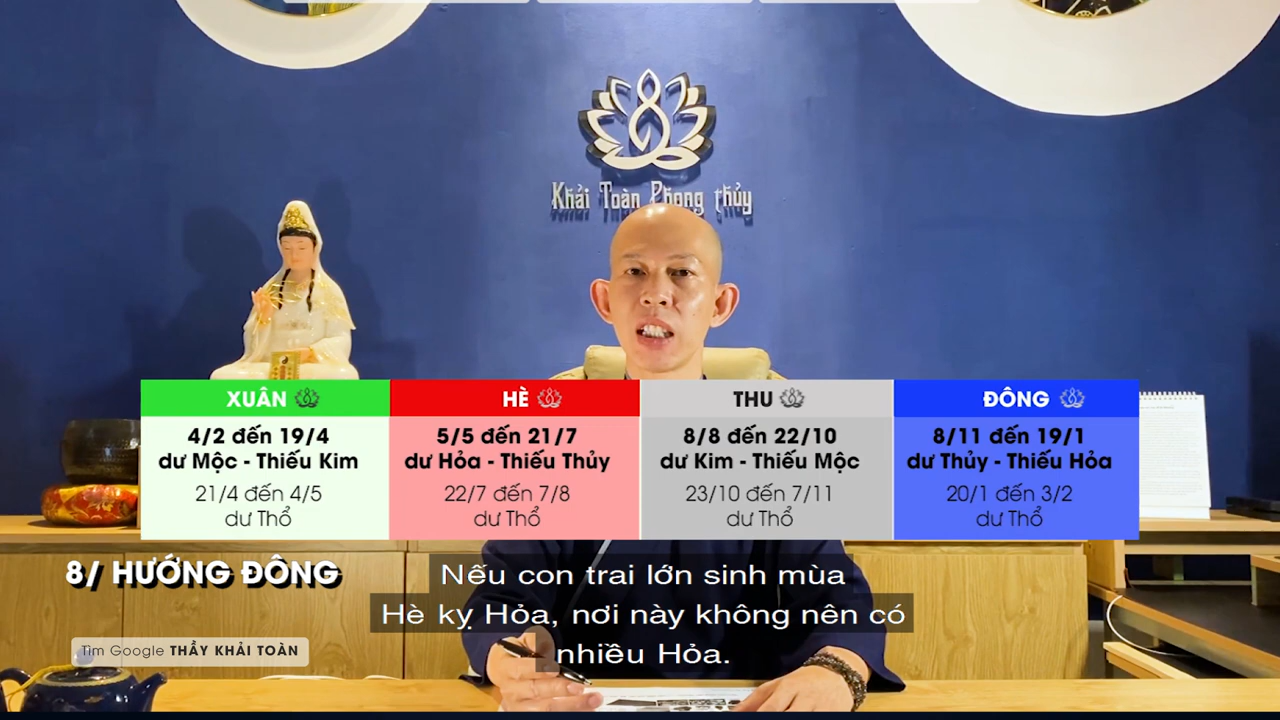 Khải Toàn Phong thủy
XUÂN
4/2 đến 19/4
dư Mộc - Thiếu Kim
21/4 đến 4/5
dư Thổ
HÈ
5/5 đến 21/7
dư Hỏa - Thiếu Thủy
22/7 đến 7/8
dư Thổ
THU
8/8 đến 22/10
dư Kim - Thiếu Mộc
23/10 đến 7/11
dư Thổ
ĐÔNG
8/11 đến 19/1
dư Thủy - Thiếu Hỏa
20/1 đến 3/2
dư Thổ
8/ HƯỚNG ĐÔNG
Nếu con trai lớn sinh mùa
Hè kỵ Hỏa, nơi này không nên có
nhiều Hỏa.
Tìm Google THẦY KHẢI TOÀN